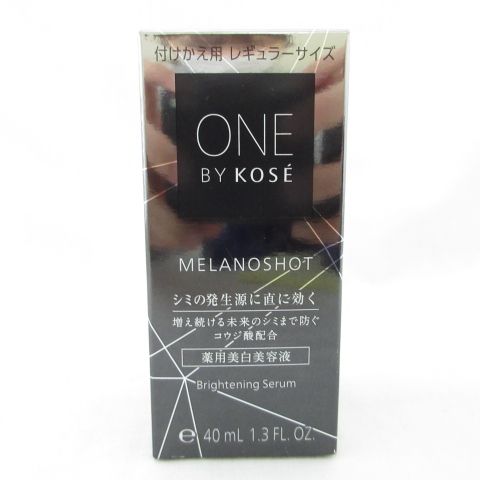 付けかえ用 レギュラーサイズ
ONE
BY KOSÉ
MELANOSHOT
シミの発生源に直に効く
増え続ける未来のシミまで防ぐ
コウジ酸配合
薬用美白美容液
Brightening Serum
℮ 40 mL 1.3 FL. OZ.